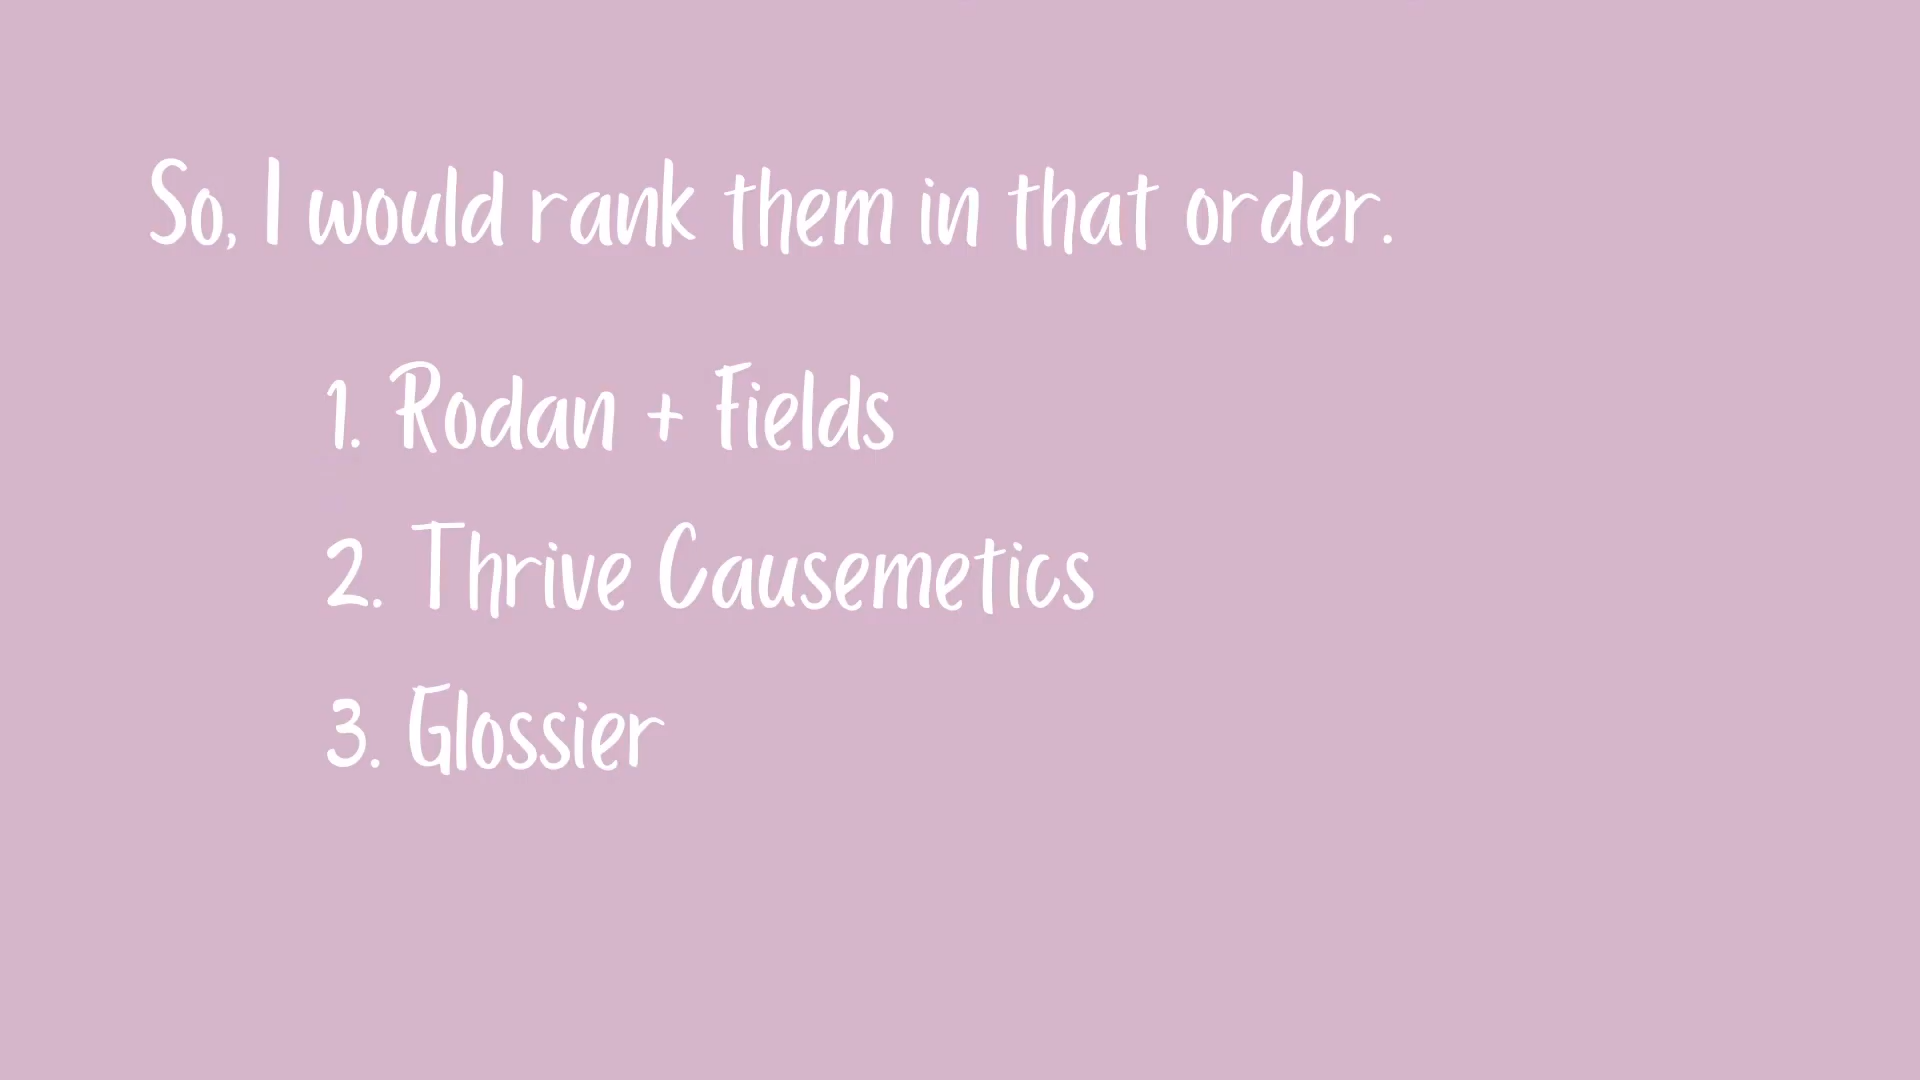 So, I would rank them in that order.
1. Rodan + Fields
2. Thrive Causemetics
3. Glossier